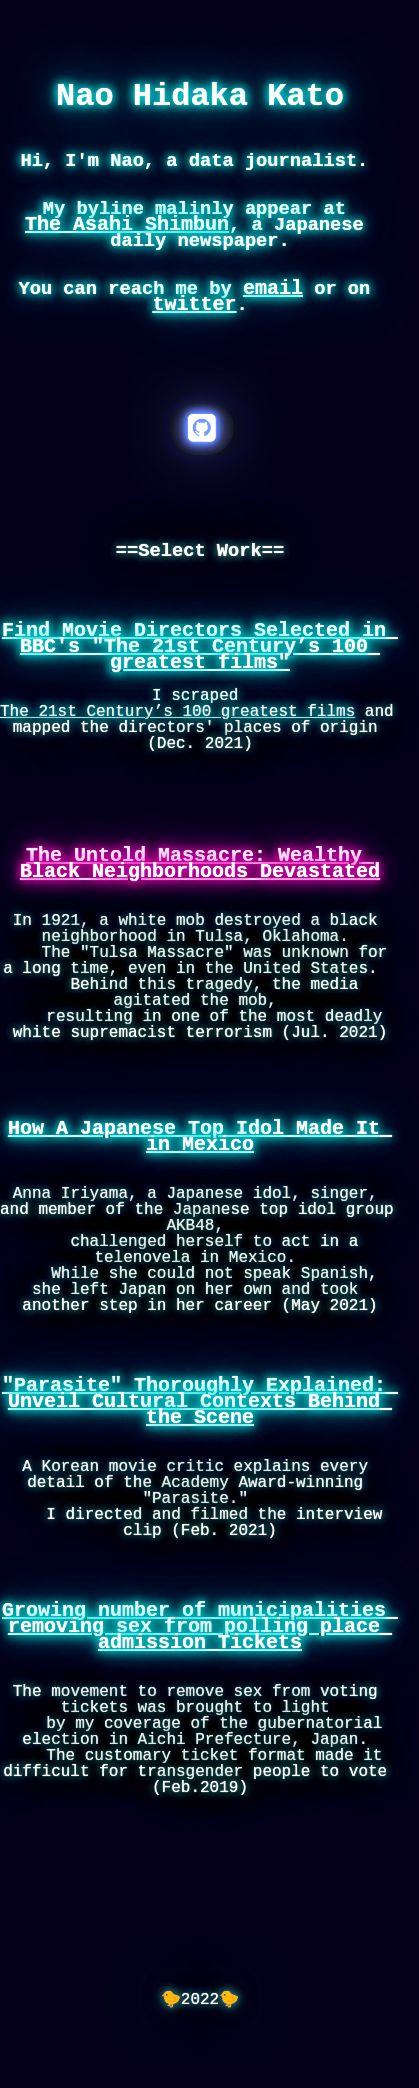 Nao Hidaka Kato
Hi, I'm Nao, a data journalist.
My byline malinly appear at
The Asahi Shimbun, a Japanese
daily newspaper.
You can reach me by email or on
twitter.
==Select Work==
Find Movie Directors Selected in
BBC's "The 21st Century’s 100
greatest films"
I scraped
The 21st Century’s 100 greatest films and
mapped the directors' places of origin
(Dec. 2021)
The Untold Massacre: Wealthy
Black Neighborhoods Devastated
In 1921, a white mob destroyed a black
neighborhood in Tulsa, Oklahoma.
The "Tulsa Massacre" was unknown for
a long time, even in the United States.
Behind this tragedy, the media
agitated the mob,
resulting in one of the most deadly
white supremacist terrorism (Jul. 2021)
How A Japanese Top Idol Made It
in Mexico
Anna Iriyama, a Japanese idol, singer,
and member of the Japanese top idol group
AKB48,
challenged herself to act in a
telenovela in Mexico.
While she could not speak Spanish,
she left Japan on her own and took
another step in her career (May 2021)
"Parasite" Thoroughly Explained:
Unveil Cultural Contexts Behind
the Scene
A Korean movie critic explains every
detail of the Academy Award-winning
"Parasite."
I directed and filmed the interview
clip (Feb. 2021)
Growing number of municipalities
removing sex from polling place
admission Tickets
The movement to remove sex from voting
tickets was brought to light
by my coverage of the gubernatorial
election in Aichi Prefecture, Japan.
The customary ticket format made it
difficult for transgender people to vote
(Feb.2019)
🐤2022🐤